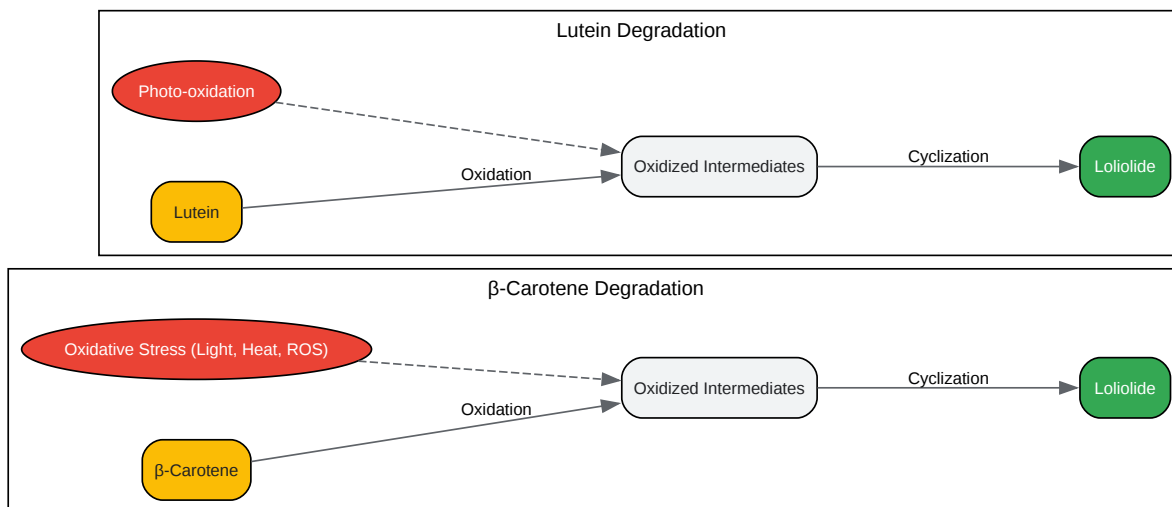 Lutein Degradation
Photo-oxidation
Oxidation
Lutein
Oxidized Intermediates
Cyclization
Loliolide
β-Carotene Degradation
Oxidative Stress (Light, Heat, ROS)
Oxidation
β-Carotene
Oxidized Intermediates
Cyclization
Loliolide